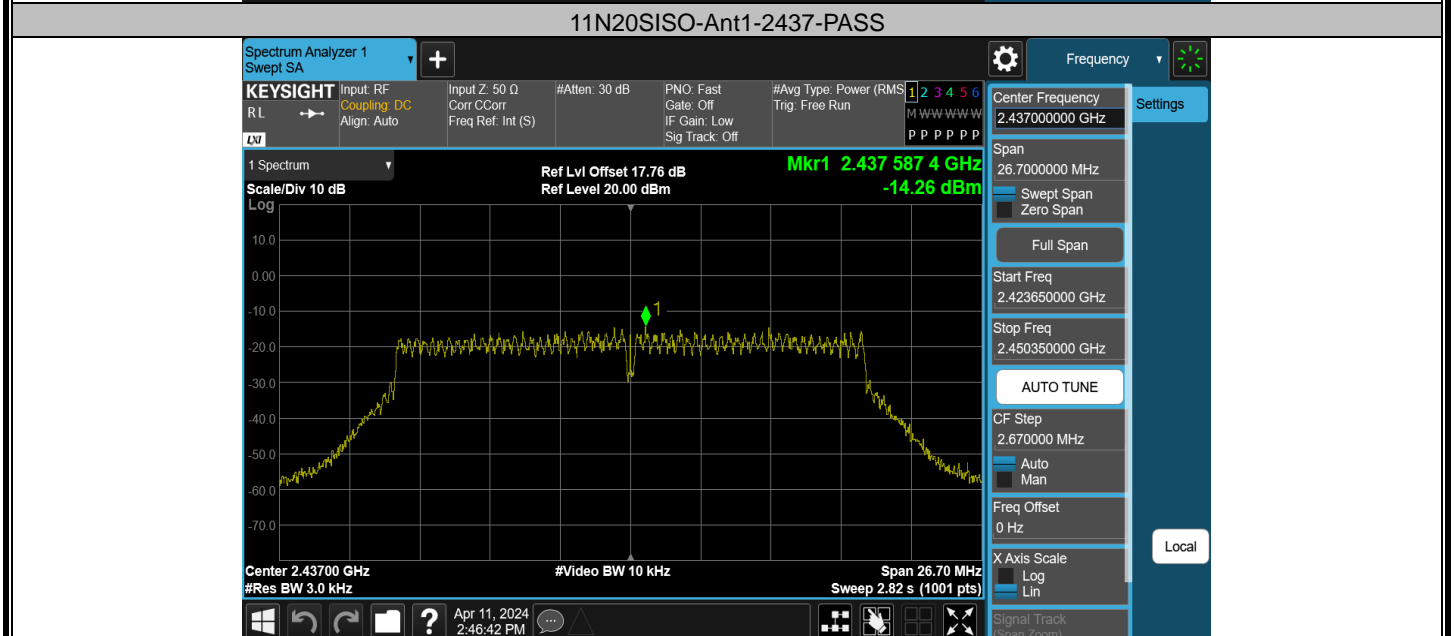 11N20SISO-Ant1-2437-PASS
Spectrum Analyzer 1
Swept SA
+
Frequency
KEYSIGHT
RL
LXI
Input: RF
Coupling: DC
Align: Auto
Input Z: 50 Ω
Corr CCorr
Freq Ref: Int (S)
#Atten: 30 dB
PNO: Fast
Gate: Off
IF Gain: Low
Sig Track: Off
#Avg Type: Power (RMS
Trig: Free Run
1 2 3 4 5 6
M W W W W W
P P P P P P
Center Frequency
2.437000000 GHz
Settings
Span
26.7000000 MHz
Swept Span
Zero Span
Full Span
Start Freq
2.423650000 GHz
Stop Freq
2.450350000 GHz
AUTO TUNE
CF Step
2.670000 MHz
Auto
Man
Freq Offset
0 Hz
X Axis Scale
Log
Lin
Signal Track
(Span Zoom)
Local
1 Spectrum
Scale/Div 10 dB
Log
Ref Lvl Offset 17.76 dB
Ref Level 20.00 dBm
Mkr1 2.437 587 4 GHz
-14.26 dBm
10.0
0.00
-10.0
1
-20.0
-30.0
-40.0
-50.0
-60.0
-70.0
Center 2.43700 GHz
#Video BW 10 kHz
Span 26.70 MHz
#Res BW 3.0 kHz
Sweep 2.82 s (1001 pts)
?
Apr 11, 2024
2:46:42 PM